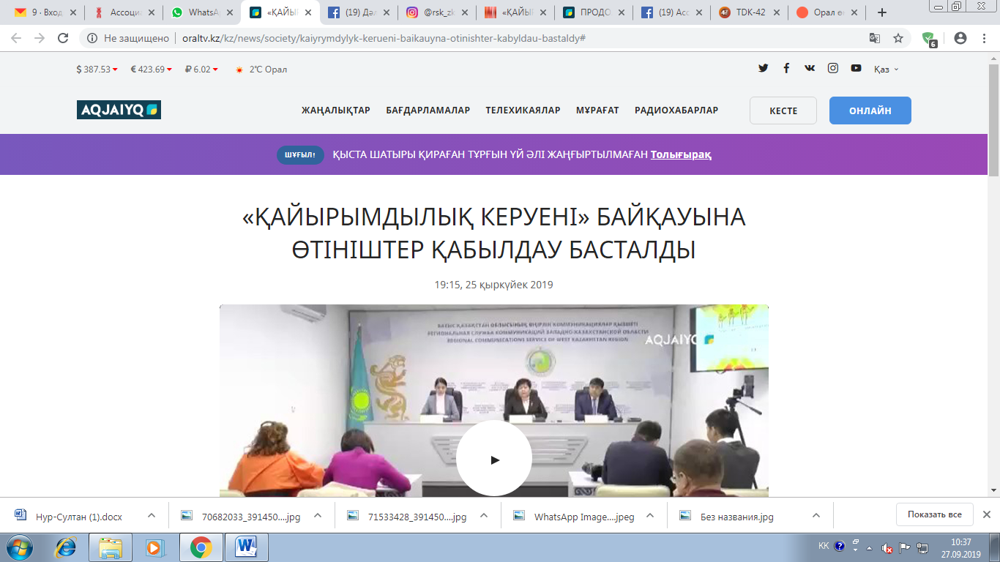 9 · Вход
Ассоци
WhatsA
«ҚАЙЫ
(19) Дәл
@rsk_zk
«ҚАЙЫ
ПРОДО
(19) Асс
TDK-42
Орал өң
Не защищено
oraltv.kz/kz/news/society/kaiyrymdylyk-kerueni-baikauyna-otinishter-kabyldau-bastaldy#
6
$ 387.53
€ 423.69
₽ 6.02
2°C Орал
Қаз
AQJAIYQ
ЖАҢАЛЫҚТАР
БАҒДАРЛАМАЛАР
ТЕЛЕХИКАЯЛАР
МҰРАҒАТ
РАДИОХАБАРЛАР
КЕСТЕ
ОНЛАЙН
ШҰҒЫЛ!
ҚЫСТА ШАТЫРЫ ҚИРАҒАН ТҰРҒЫН ҮЙ ӘЛІ ЖАҢҒЫРТЫЛМАҒАН Толығырақ
«ҚАЙЫРЫМДЫЛЫҚ КЕРУЕНІ» БАЙҚАУЫНА
ӨТІНІШТЕР ҚАБЫЛДАУ БАСТАЛДЫ
19:15, 25 қыркүйек 2019
БАТЫС ҚАЗАҚСТАН ОБЛЫСЫНЫҢ ӨҢІРЛІК КОММУНИКАЦИЯЛАР ҚЫЗМЕТІ
РЕГИОНАЛЬНАЯ СЛУЖБА КОММУНИКАЦИЙ ЗАПАДНО-КАЗАХСТАНСКОЙ ОБЛАСТИ
REGIONAL COMMUNICATIONS SERVICE OF WEST KAZAKHSTAN REGION
AQJAIYQ
Нур-Султан (1).docx
70682033_391450....jpg
71533428_391450....jpg
WhatsApp Image....jpeg
Без названия.jpg
Показать все
KK
10:37
27.09.2019